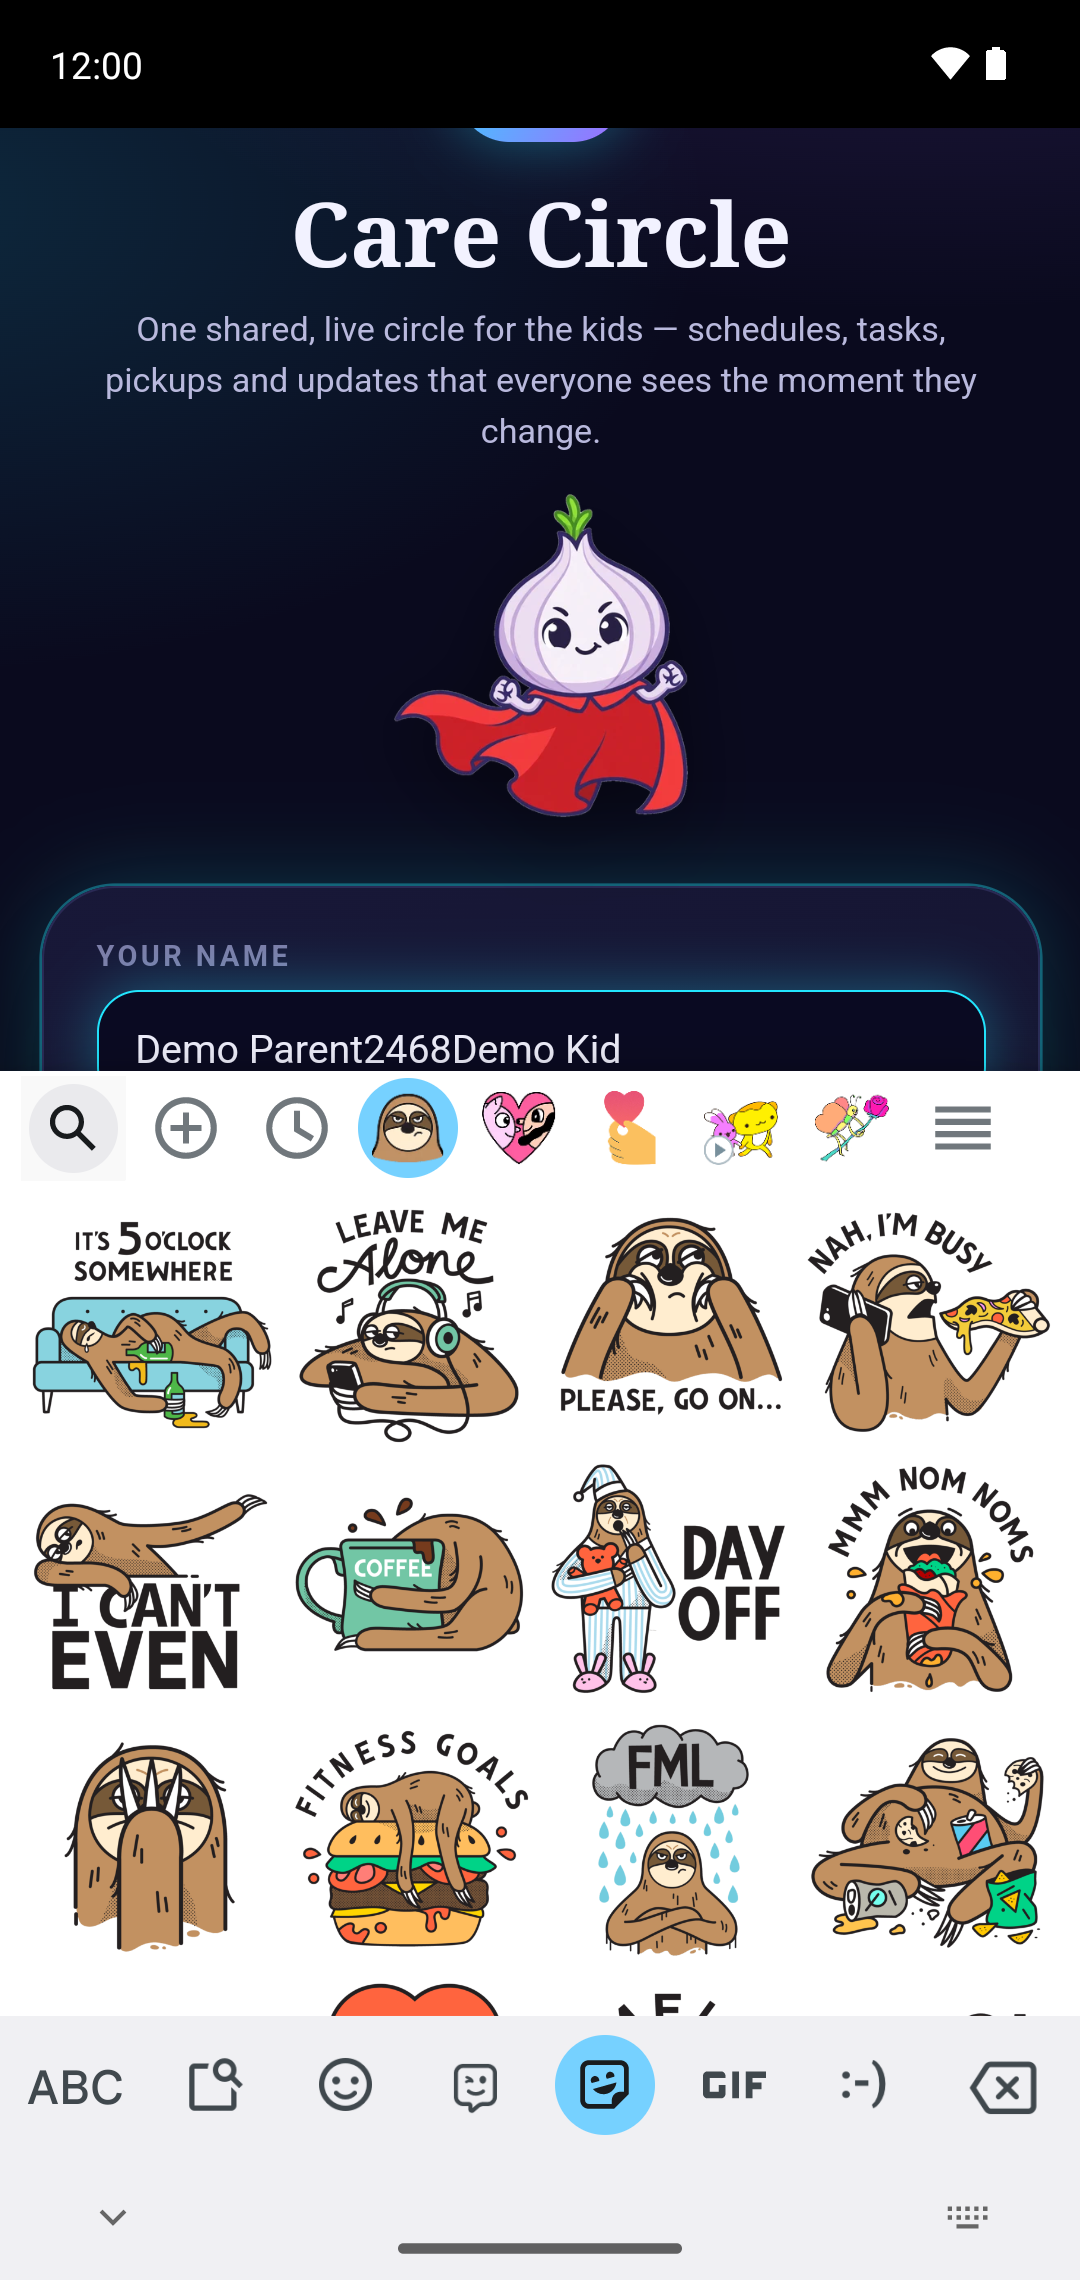 12:00
Care Circle
One shared, live circle for the kids — schedules, tasks,
pickups and updates that everyone sees the moment they
change.
YOUR NAME
Demo Parent2468Demo Kid
IT'S 5 O'CLOCK
SOMEWHERE
LEAVE ME
Alone
PLEASE, GO ON...
NAH, I'M BUSY
I CAN'T
EVEN
COFFEE
DAY
OFF
MMM NOM NOMS
FITNESS GOALS
FML
ABC
GIF
:-)